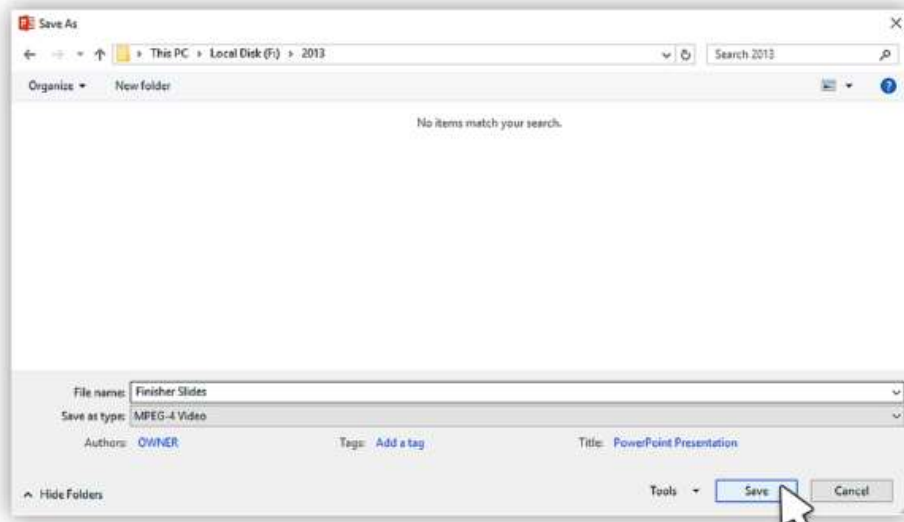 Save As
This PC › Local Disk (F:) › 2013
Search 2013
Organize
New folder
No items match your search.
File name: Finisher Slides
Save as type: MPEG-4 Video
Authors: OWNER Tags: Add a tag Title: PowerPoint Presentation
Hide Folders
Tools Save Cancel